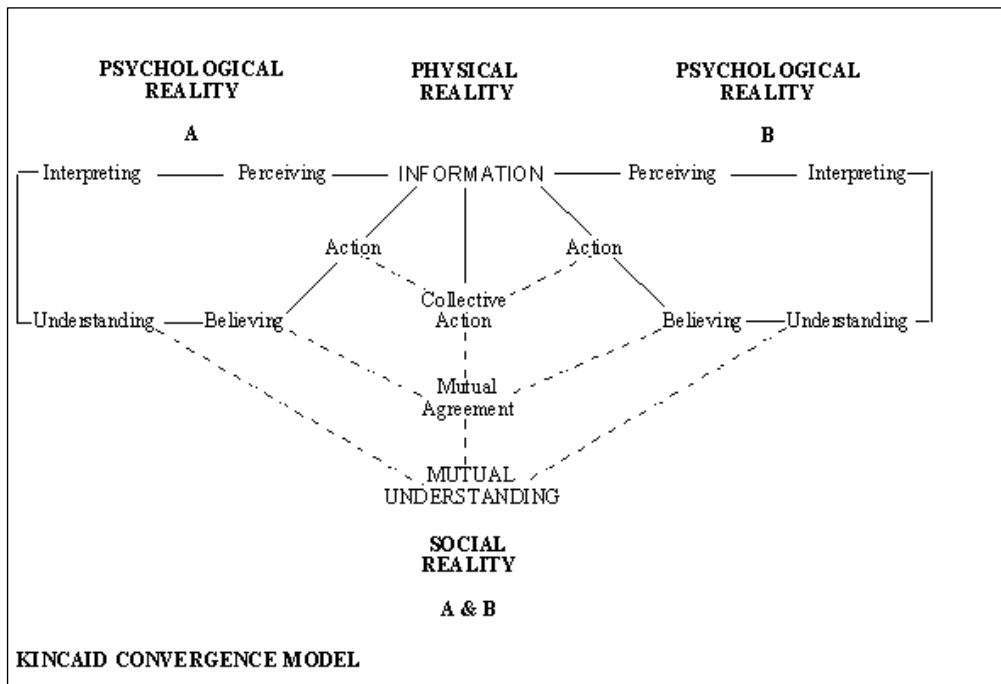 PSYCHOLOGICAL REALITY
PHYSICAL REALITY
PSYCHOLOGICAL REALITY
A
B
Interpreting
Perceiving
INFORMATION
Perceiving
Interpreting
Action
Action
Collective
Action
Understanding
Believing
Believing
Understanding
Mutual
Agreement
MUTUAL
UNDERSTANDING
SOCIAL
REALITY
A & B
KINCAID CONVERGENCE MODEL